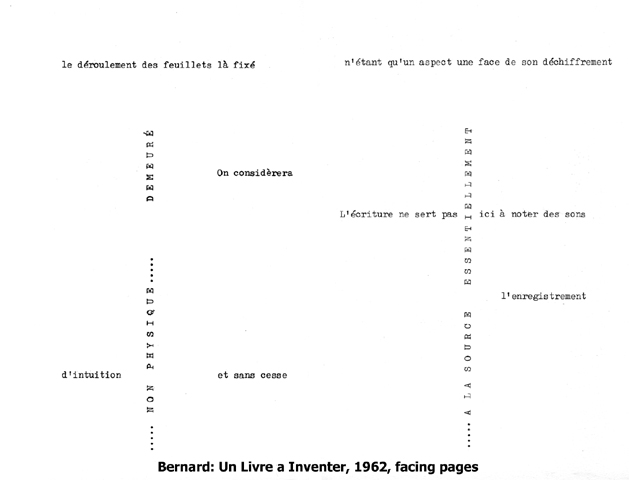 le déroulement des feuillets là fixé
n'étant qu'un aspect une face de son déchiffrement
..... NON PHYSIQUE ..... DEMEURÉ
On considèrera
L'écriture ne sert pas ici à noter des sons
..... A LA SOURCE ESSENTIELLEMENT
l'enregistrement
d'intuition
et sans cesse
Bernard: Un Livre a Inventer, 1962, facing pages